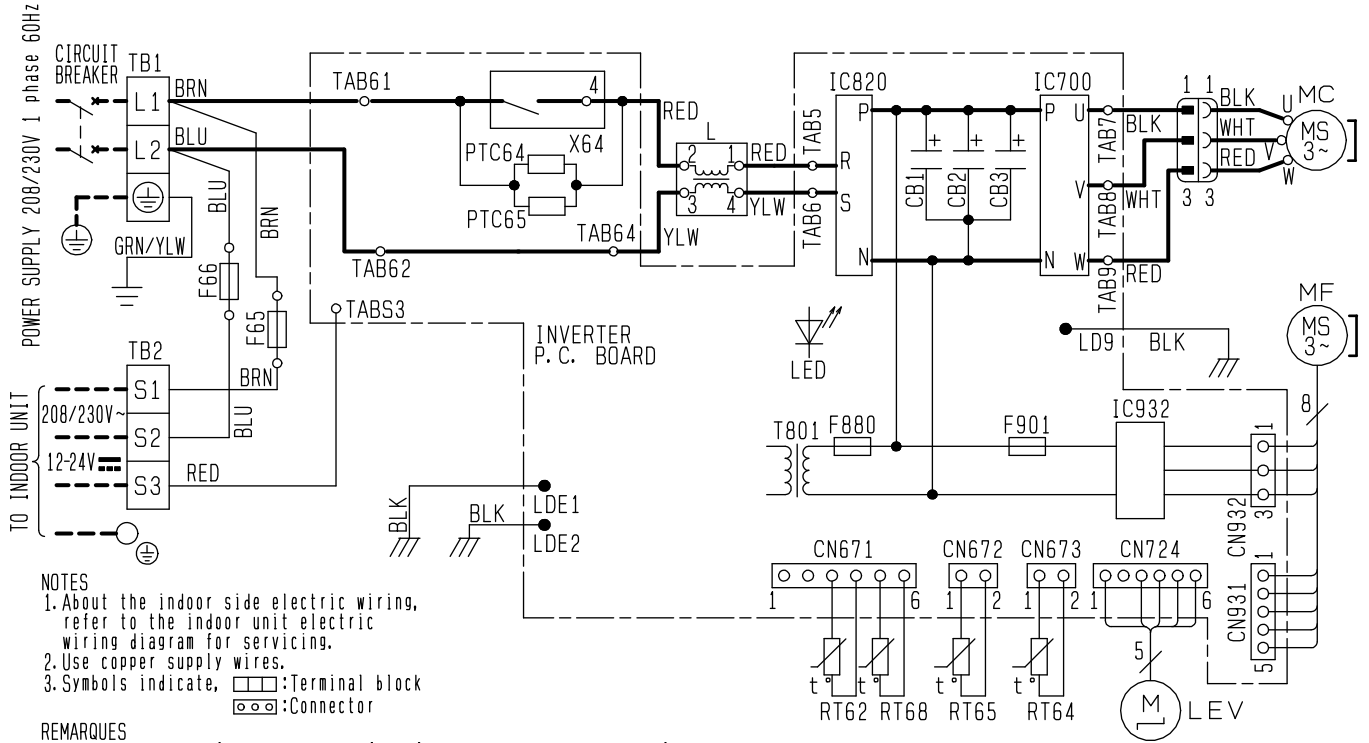 POWER SUPPLY 208/230V 1 phase 60Hz
CIRCUIT
BREAKER
TB1
L1
L2
BRN
BLU
GRN/YLW
BLU
BRN
F66
F65
TAB61
TAB62
TABS3
4
X64
PTC64
PTC65
TAB64
RED
YLW
L
2 1
3 4
RED
YLW
TAB5
TAB6
IC820
P
R
S
N
CB1
CB2
CB3
IC700
P
N
U
V
W
TAB7
TAB8
TAB9
BLK
WHT
RED
1 1
3 3
BLK
WHT
RED
U
V
W
MC
MS
3~
TB2
S1
S2
S3
BRN
BLU
RED
208/230V~
12-24V
TO INDOOR UNIT
INVERTER
P.C. BOARD
LED
LD9 BLK
MF
MS
3~
8
T801
F880
F901
IC932
1
3
CN932
1
5
CN931
BLK
BLK
LDE1
LDE2
CN671
1 6
CN672
1 2
CN673
1 2
CN724
1 6
t°
t°
t°
t°
RT62
RT68
RT65
RT64
5
M
LEV
NOTES
1. About the indoor side electric wiring,
refer to the indoor unit electric
wiring diagram for servicing.
2. Use copper supply wires.
3. Symbols indicate, :Terminal block
:Connector
REMARQUES